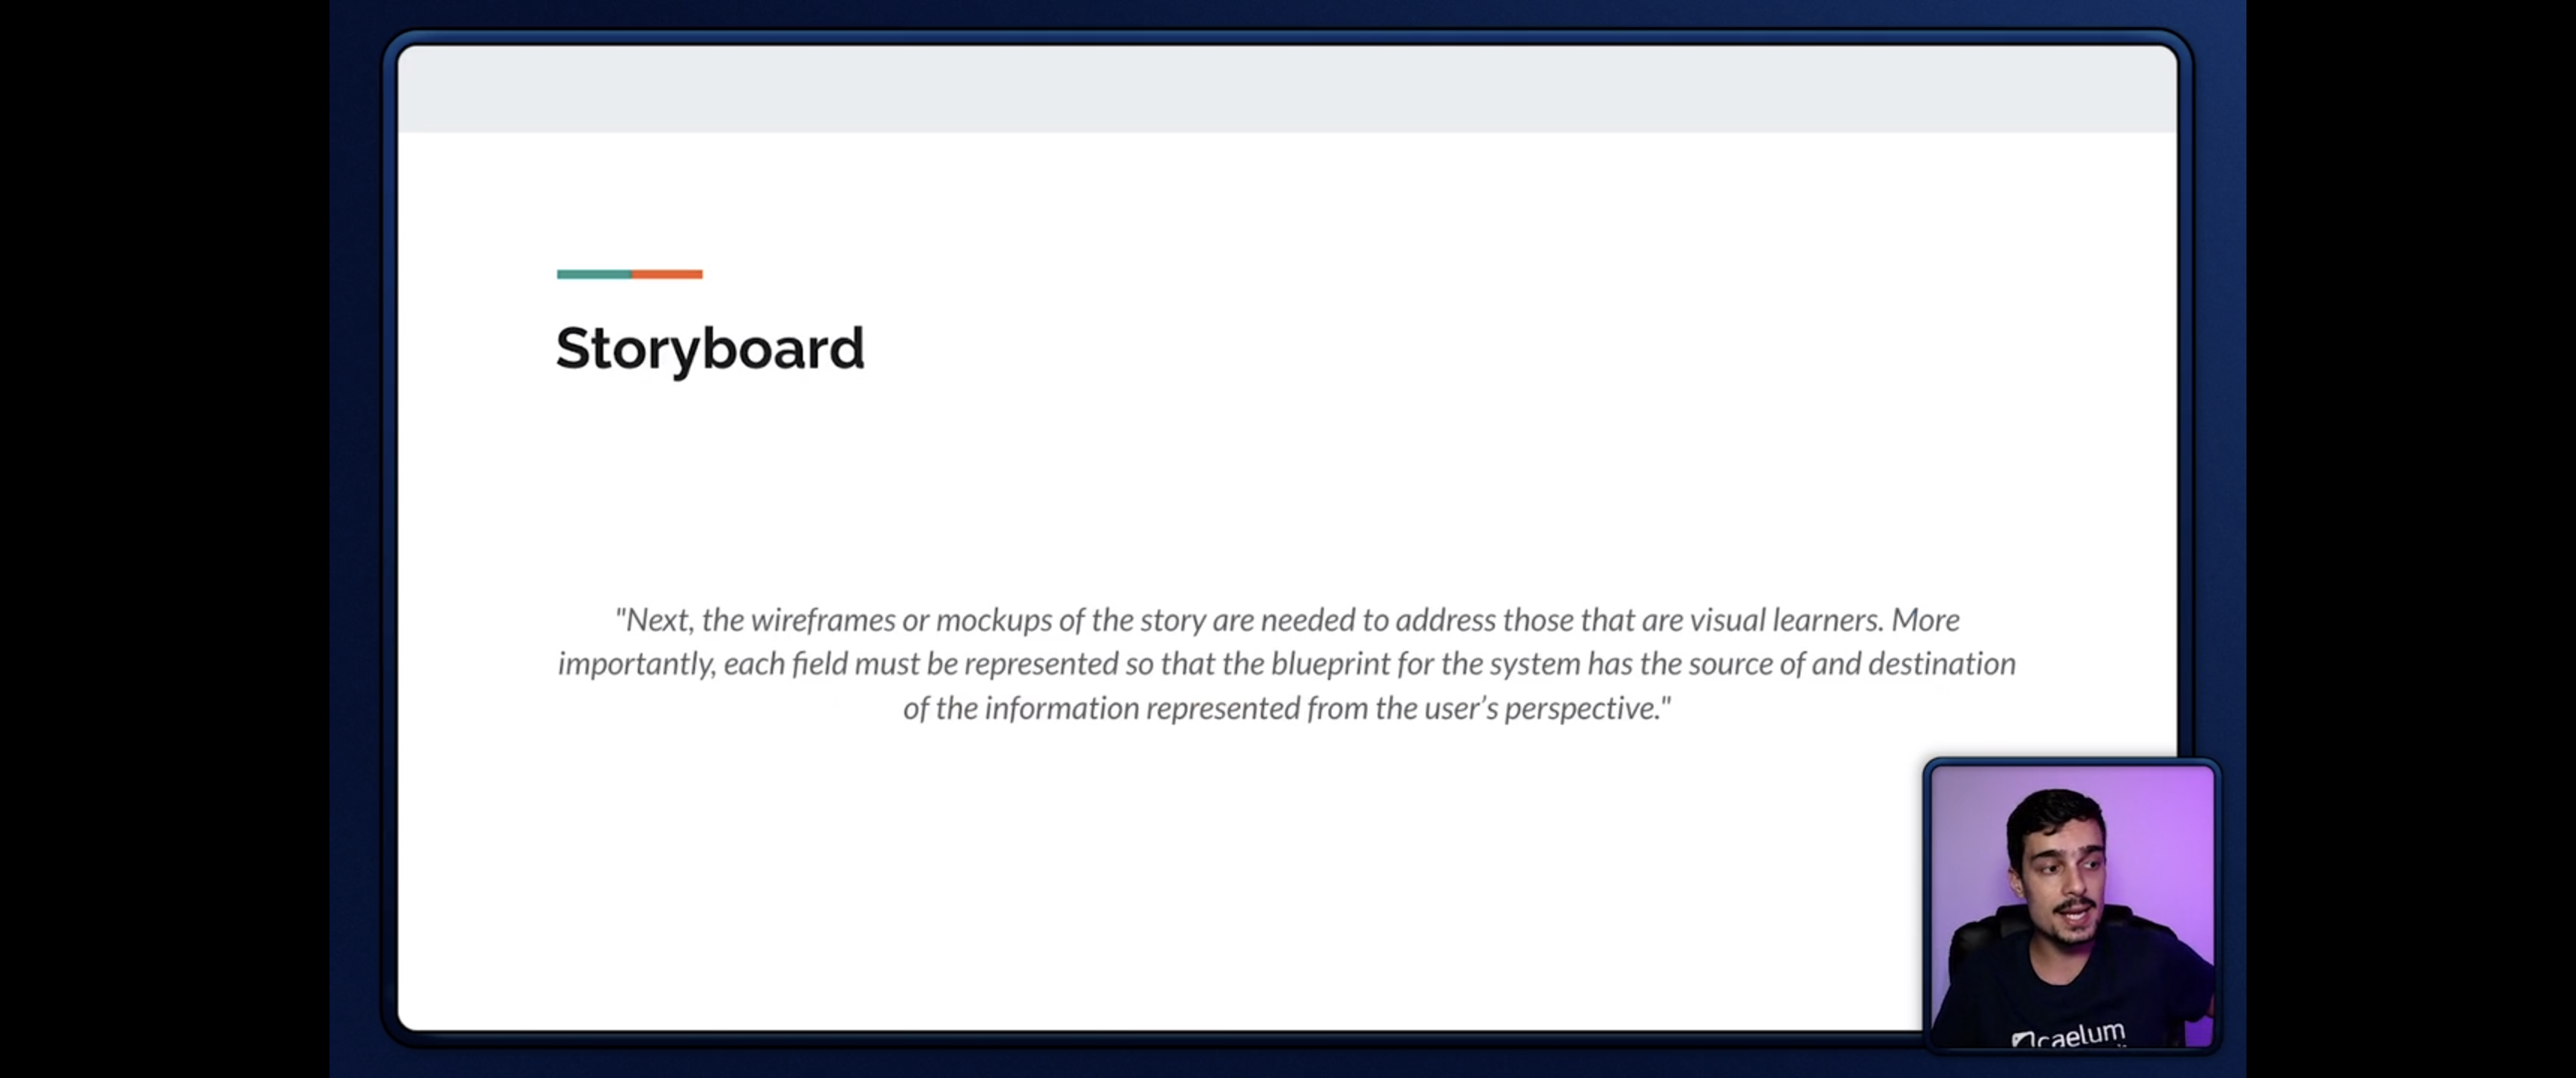 Storyboard
"Next, the wireframes or mockups of the story are needed to address those that are visual learners. More
importantly, each field must be represented so that the blueprint for the system has the source of and destination
of the information represented from the user’s perspective."
caelum